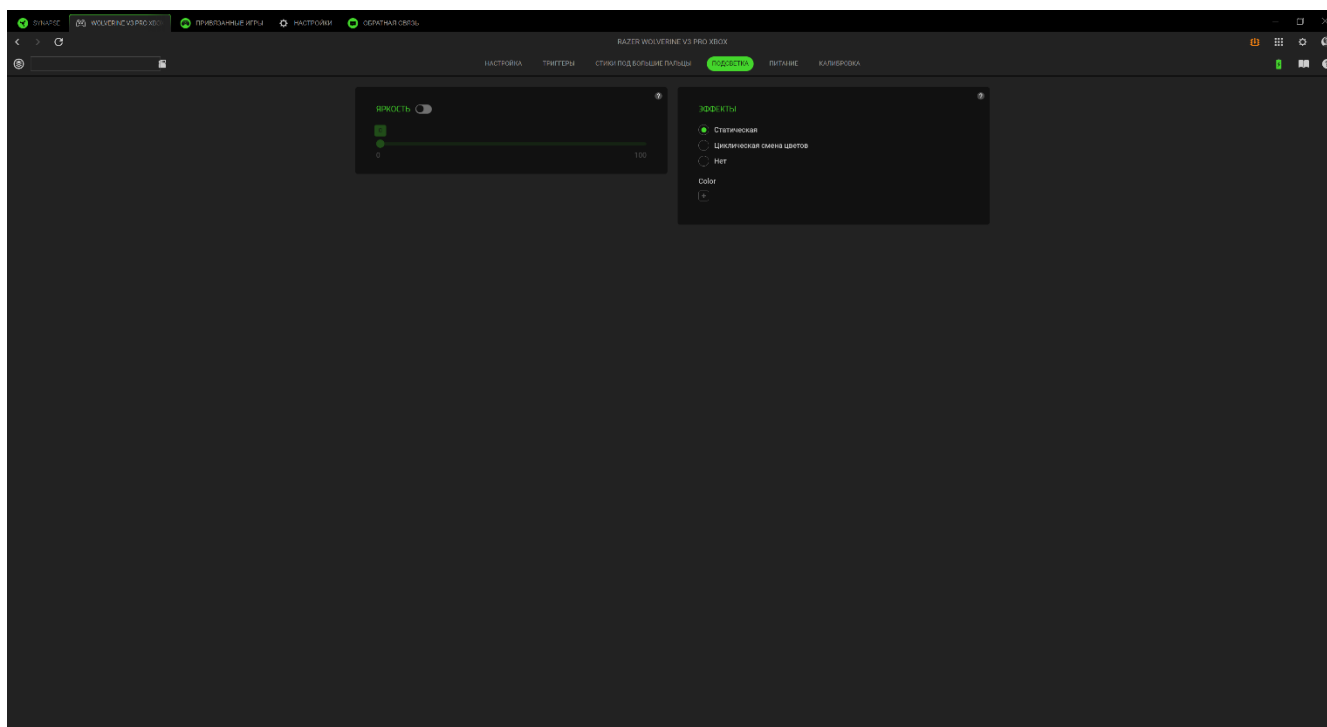 SYNAPSE WOLVERINE V3 PRO XBO ПРИВЯЗАННЫЕ ИГРЫ НАСТРОЙКИ ОБРАТНАЯ СВЯЗЬ
RAZER WOLVERINE V3 PRO XBOX
НАСТРОЙКА ТРИГГЕРЫ СТИКИ ПОД БОЛЬШИЕ ПАЛЬЦЫ ПОДСВЕТКА ПИТАНИЕ КАЛИБРОВКА
ЯРКОСТЬ
0
0 100
ЭФФЕКТЫ
Статическая
Циклическая смена цветов
Нет
Color